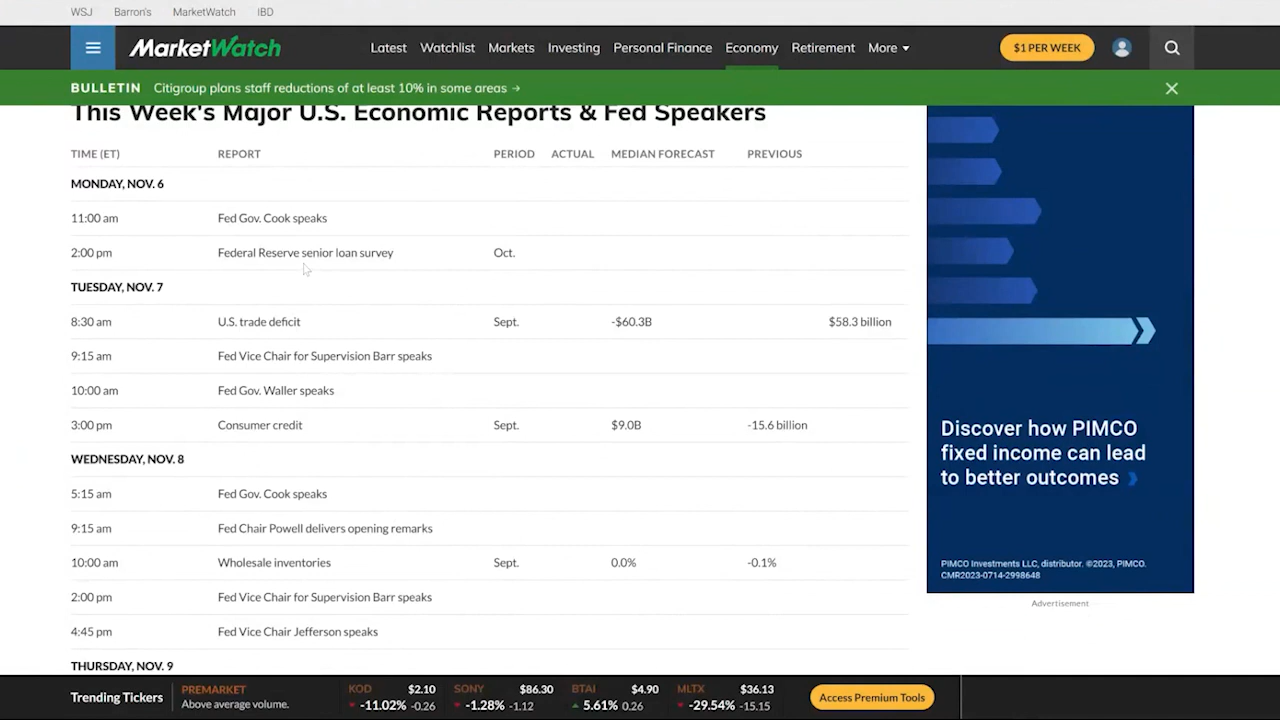 WSJ Barron's MarketWatch IBD
MarketWatch Latest Watchlist Markets Investing Personal Finance Economy Retirement More $1 PER WEEK
BULLETIN Citigroup plans staff reductions of at least 10% in some areas →
This Week's Major U.S. Economic Reports & Fed Speakers
TIME (ET) REPORT PERIOD ACTUAL MEDIAN FORECAST PREVIOUS
MONDAY, NOV. 6
11:00 am Fed Gov. Cook speaks
2:00 pm Federal Reserve senior loan survey Oct.
TUESDAY, NOV. 7
8:30 am U.S. trade deficit Sept. -$60.3B $58.3 billion
9:15 am Fed Vice Chair for Supervision Barr speaks
10:00 am Fed Gov. Waller speaks
3:00 pm Consumer credit Sept. $9.0B -15.6 billion
WEDNESDAY, NOV. 8
5:15 am Fed Gov. Cook speaks
9:15 am Fed Chair Powell delivers opening remarks
10:00 am Wholesale inventories Sept. 0.0% -0.1%
2:00 pm Fed Vice Chair for Supervision Barr speaks
4:45 pm Fed Vice Chair Jefferson speaks
THURSDAY, NOV. 9
Discover how PIMCO
fixed income can lead
to better outcomes
PIMCO Investments LLC, distributor. ©2023, PIMCO.
CMR2023-0714-2998648
Advertisement
Trending Tickers
PREMARKET
Above average volume.
KOD $2.10
-11.02% -0.26
SONY $86.30
-1.28% -1.12
BTAI $4.90
5.61% 0.26
MLTX $36.13
-29.54% -15.15
Access Premium Tools